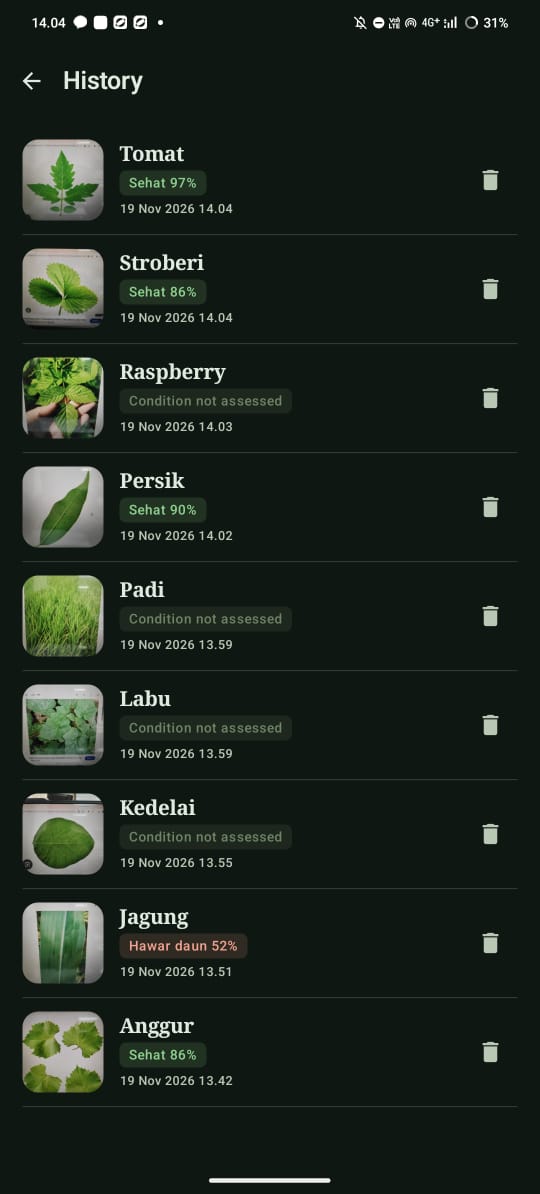 14.04
4G+ 31%
History
Tomat
Sehat 97%
19 Nov 2026 14.04
Stroberi
Sehat 86%
19 Nov 2026 14.04
Raspberry
Condition not assessed
19 Nov 2026 14.03
Persik
Sehat 90%
19 Nov 2026 14.02
Padi
Condition not assessed
19 Nov 2026 13.59
Labu
Condition not assessed
19 Nov 2026 13.59
Kedelai
Condition not assessed
19 Nov 2026 13.55
Jagung
Hawar daun 52%
19 Nov 2026 13.51
Anggur
Sehat 86%
19 Nov 2026 13.42